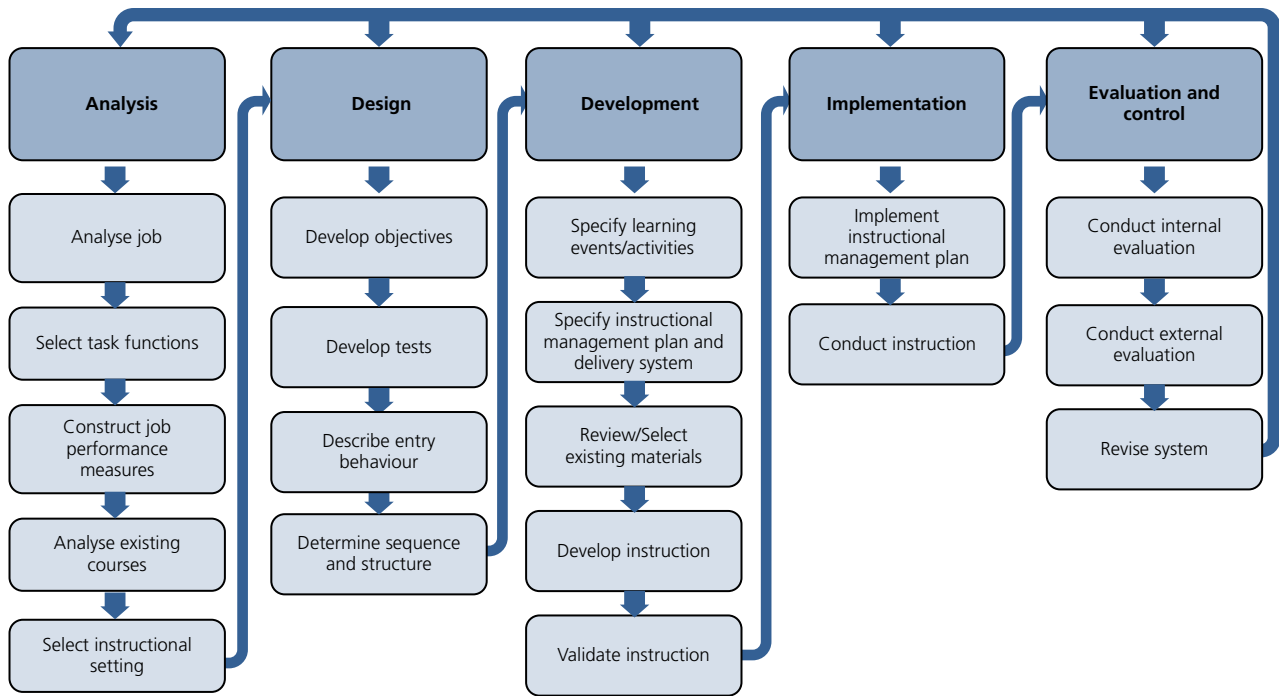 Analysis
Analyse job
Select task functions
Construct job
performance
measures
Analyse existing
courses
Select instructional
setting
Design
Develop objectives
Develop tests
Describe entry
behaviour
Determine sequence
and structure
Development
Specify learning
events/activities
Specify instructional
management plan and
delivery system
Review/Select
existing materials
Develop instruction
Validate instruction
Implementation
Implement
instructional
management plan
Conduct instruction
Evaluation and
control
Conduct internal
evaluation
Conduct external
evaluation
Revise system